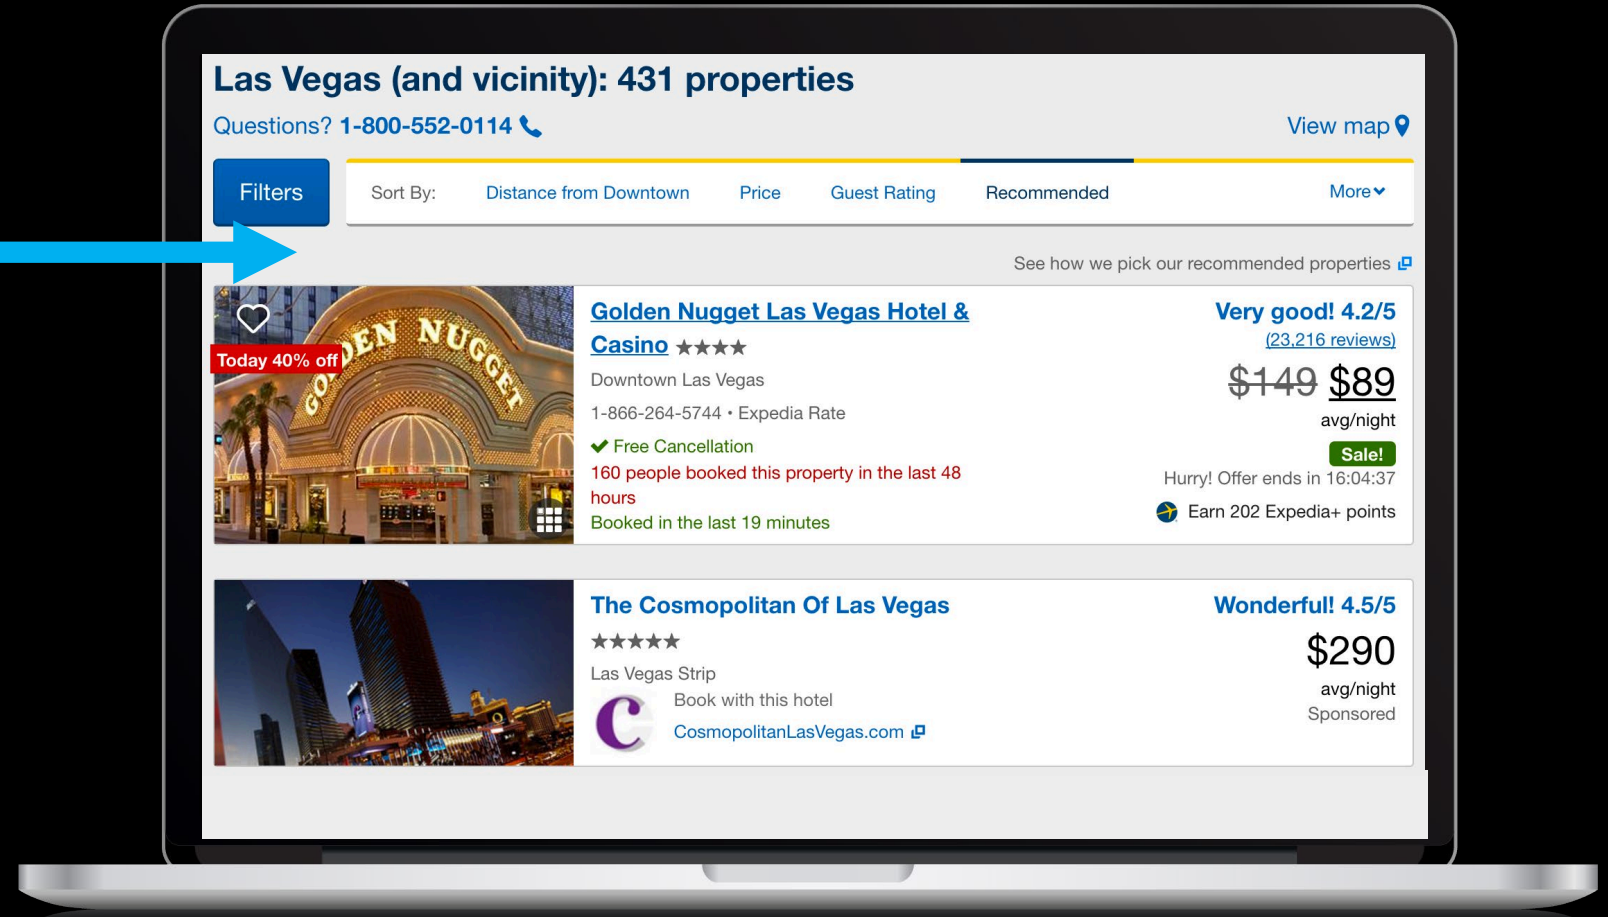 Las Vegas (and vicinity): 431 properties
Questions? 1-800-552-0114
View map
Filters
Sort By: Distance from Downtown Price Guest Rating Recommended More
See how we pick our recommended properties
GOLDEN NUGGET
Today 40% off
Golden Nugget Las Vegas Hotel &
Casino
Downtown Las Vegas
1-866-264-5744 • Expedia Rate
Free Cancellation
160 people booked this property in the last 48
hours
Booked in the last 19 minutes
Very good! 4.2/5
(23,216 reviews)
$149 $89
avg/night
Sale!
Hurry! Offer ends in 16:04:37
Earn 202 Expedia+ points
The Cosmopolitan Of Las Vegas
Las Vegas Strip
C
Book with this hotel
CosmopolitanLasVegas.com
Wonderful! 4.5/5
$290
avg/night
Sponsored